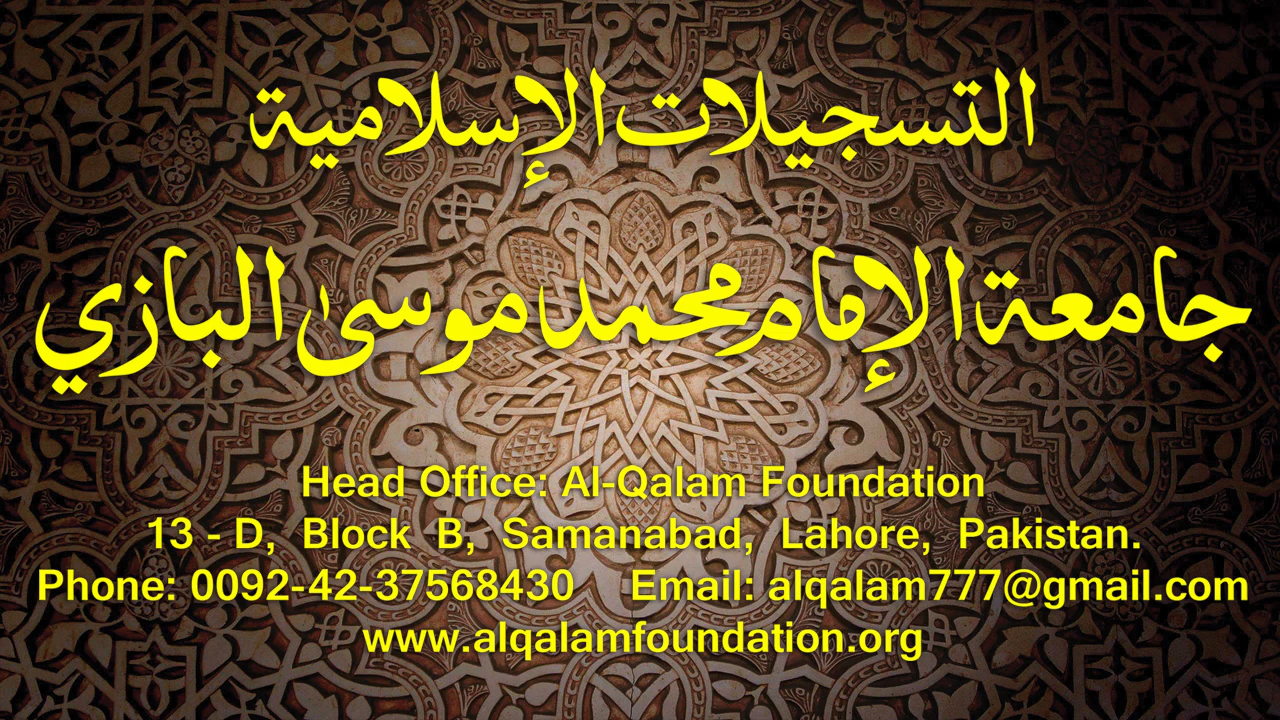 التسجيلات الإسلامية
جامعة الإمام محمد موسى البازي
Head Office: Al-Qalam Foundation
13 - D, Block B, Samanabad, Lahore, Pakistan.
Phone: 0092-42-37568430 Email: alqalam777@gmail.com
www.alqalamfoundation.org